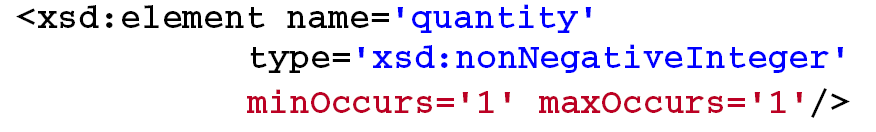 <xsd:element name='quantity'
type='xsd:nonNegativeInteger'
minOccurs='1' maxOccurs='1'/>